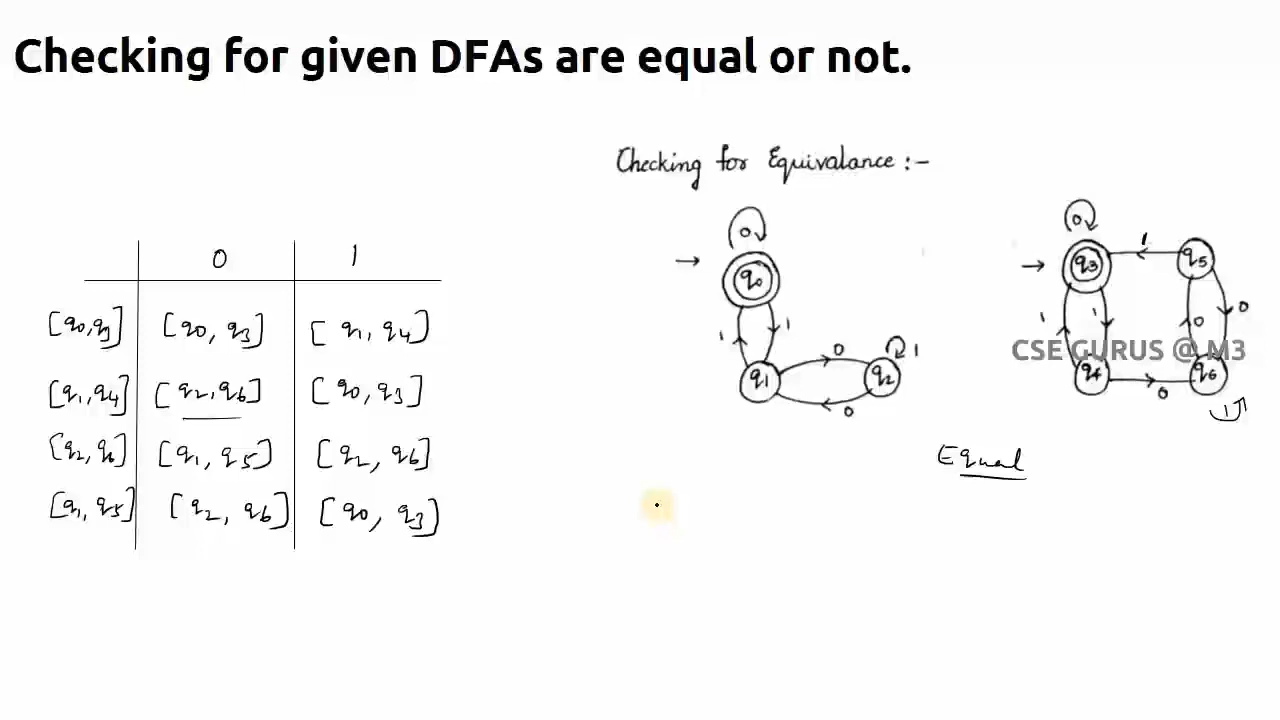 Checking for given DFAs are equal or not.
Checking for Equivalance :-
0 1
[q0,q3] [q0, q3] [q1, q4]
[q1,q4] [q2,q6] [q0,q3]
[q2,q6] [q1,q5] [q2, q6]
[q1,q5] [q2, q6] [q0, q3]
→ 0
q0
1 1
q1 0 q2 1
0
→ 0
q3 1 q5
1 1 0 0
q4 0 q6
1
CSE GURUS @ M3
Equal